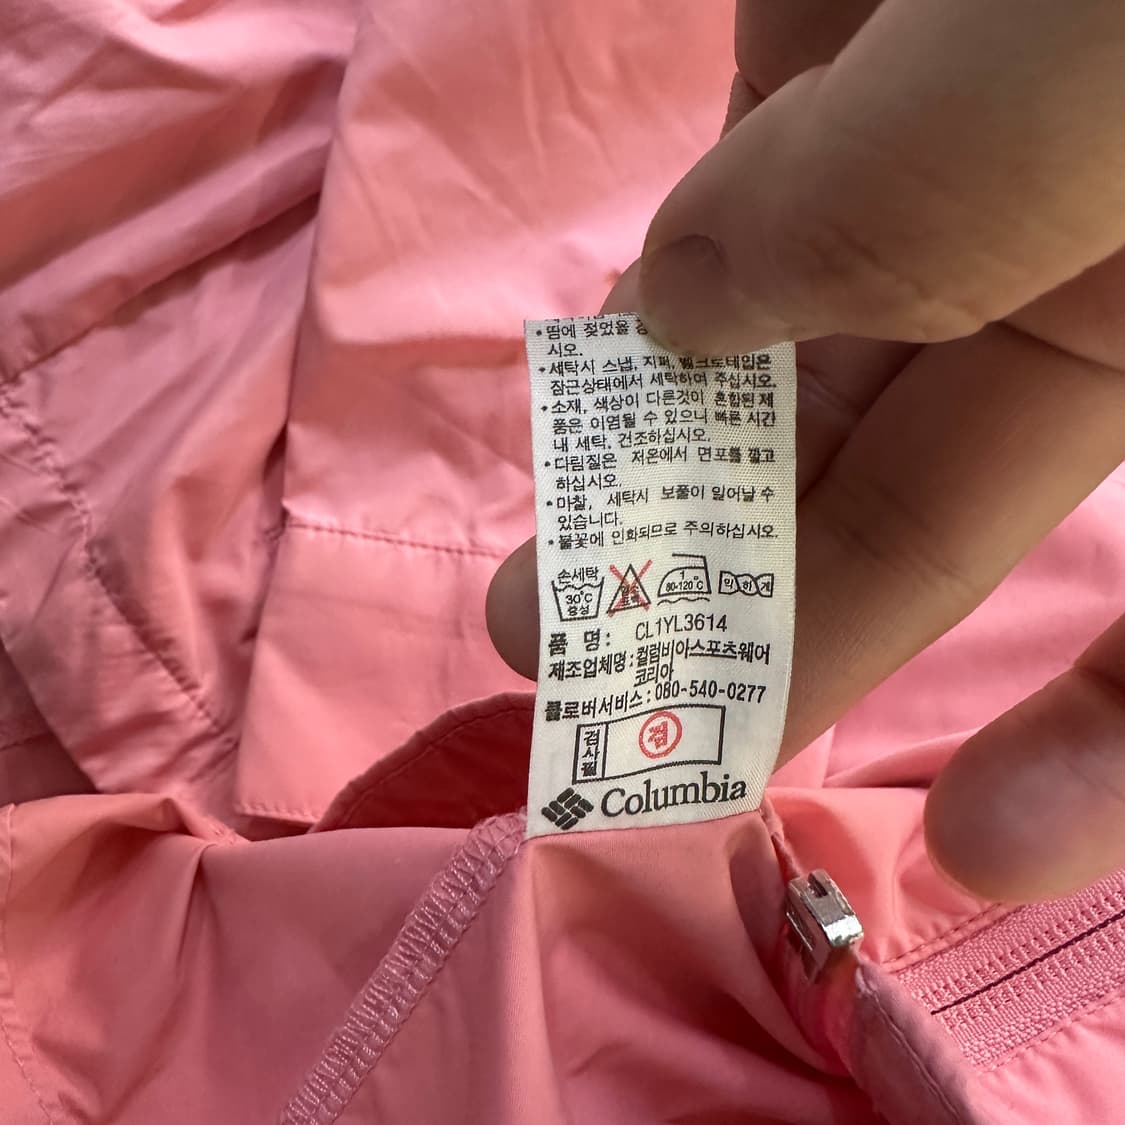 • 땀에 젖었을
시오.
• 세탁시 스냅, 지퍼, 벨크로테입은
잠근상태에서 세탁하여 주십시오.
• 소재, 색상이 다른것이 혼합된 제
품은 이염될 수 있으니 빠른 시간
내 세탁, 건조하십시오.
• 다림질은 저온에서 면포를 깔고
하십시오.
• 마찰, 세탁시 보풀이 일어날 수
있습니다.
• 불꽃에 인화되므로 주의하십시오.
손세탁
30°C
중성
1
80-120°C
약하게
품 명: CL1YL3614
제조업체명: 컬럼비아스포츠웨어
코리아
클로버서비스: 080-540-0277
검사필
검
Columbia